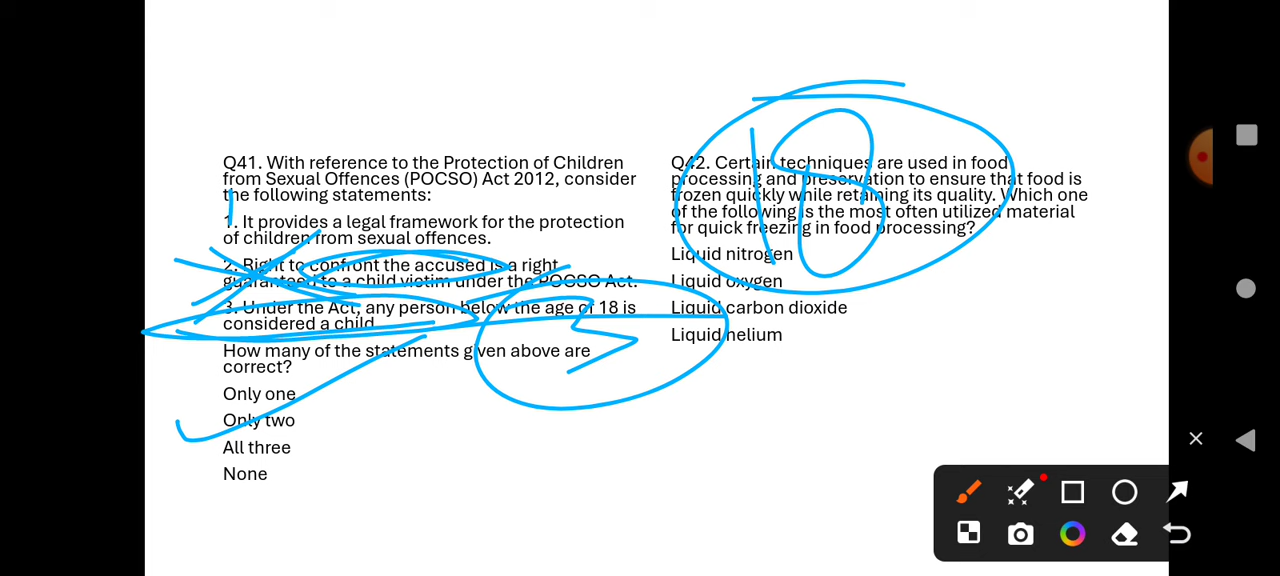 Q41. With reference to the Protection of Children
from Sexual Offences (POCSO) Act 2012, consider
the following statements:
1. It provides a legal framework for the protection
of children from sexual offences.
2. Right to confront the accused is a right
guaranteed to a child victim under the POCSO Act.
3. Under the Act, any person below the age of 18 is
considered a child.
How many of the statements given above are
correct?
Only one
Only two
All three
None
Q42. Certain techniques are used in food
processing and preservation to ensure that food is
frozen quickly while retaining its quality. Which one
of the following is the most often utilized material
for quick freezing in food processing?
Liquid nitrogen
Liquid oxygen
Liquid carbon dioxide
Liquid helium
18